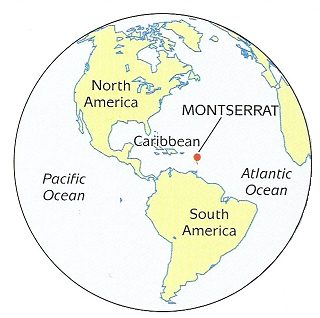 North
America
MONTSERRAT
Caribbean
Pacific
Ocean
Atlantic
Ocean
South
America